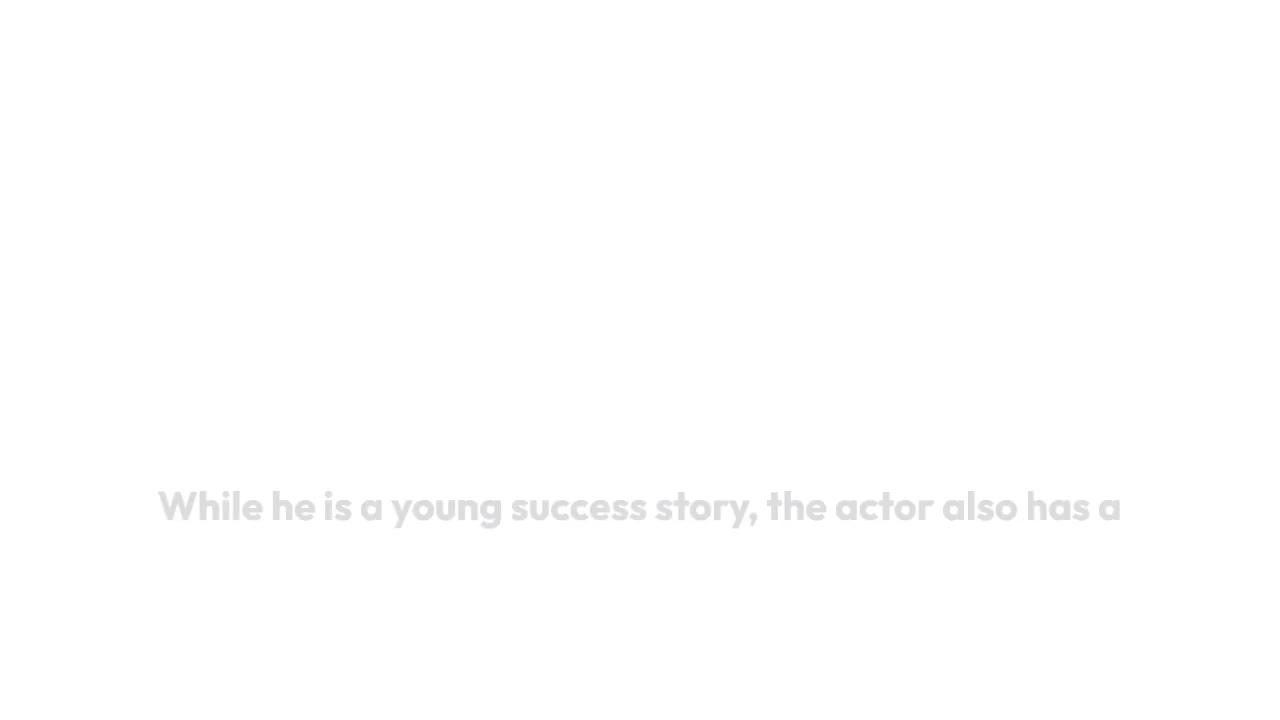 While he is a young success story, the actor also has a